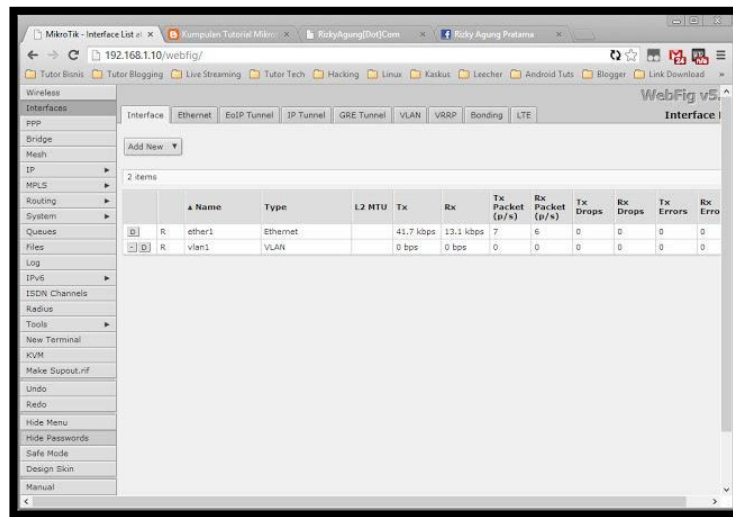 MikroTik - Interface List at
Kumpulan Tutorial Mikro
RizkyAgung[Dot]Com
Rizky Agung Pratama
192.168.1.10/webfig/
Tutor Bisnis
Tutor Blogging
Live Streaming
Tutor Tech
Hacking
Linux
Kaskus
Leecher
Android Tuts
Blogger
Link Download
»
Wireless
Interfaces
PPP
Bridge
Mesh
IP
MPLS
Routing
System
Queues
Files
Log
IPv6
ISDN Channels
Radius
Tools
New Terminal
KVM
Make Supout.rif
Undo
Redo
Hide Menu
Hide Passwords
Safe Mode
Design Skin
Manual
WebFig v5.
Interface Ethernet EoIP Tunnel IP Tunnel GRE Tunnel VLAN VRRP Bonding LTE
Interface
Add New ▼
2 items
▲ Name Type L2 MTU Tx Rx Tx Packet (p/s) Rx Packet (p/s) Tx Drops Rx Drops Tx Errors Rx Erro
D R ether1 Ethernet 41.7 kbps 13.1 kbps 7 6 0 0 0 0
- D R vlan1 VLAN 0 bps 0 bps 0 0 0 0 0 0